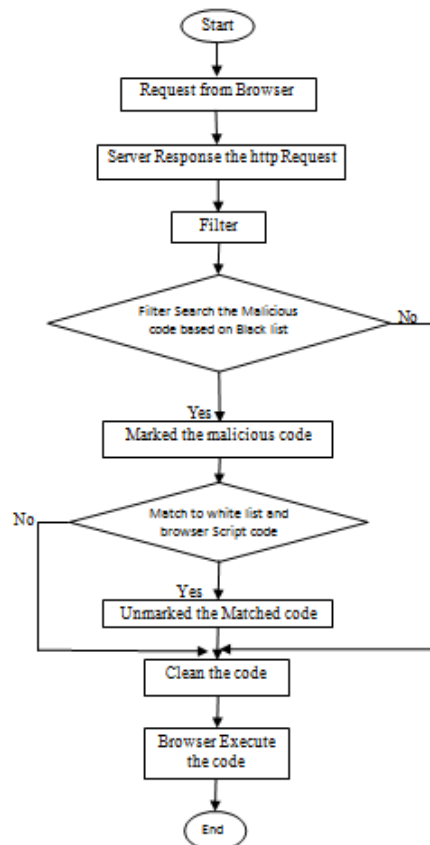 Start
Request from Browser
Server Response the http Request
Filter
Filter Search the Malicious
code based on Black list
No
Yes
Marked the malicious code
Match to white list and
browser Script code
No
Yes
Unmarked the Matched code
Clean the code
Browser Execute
the code
End